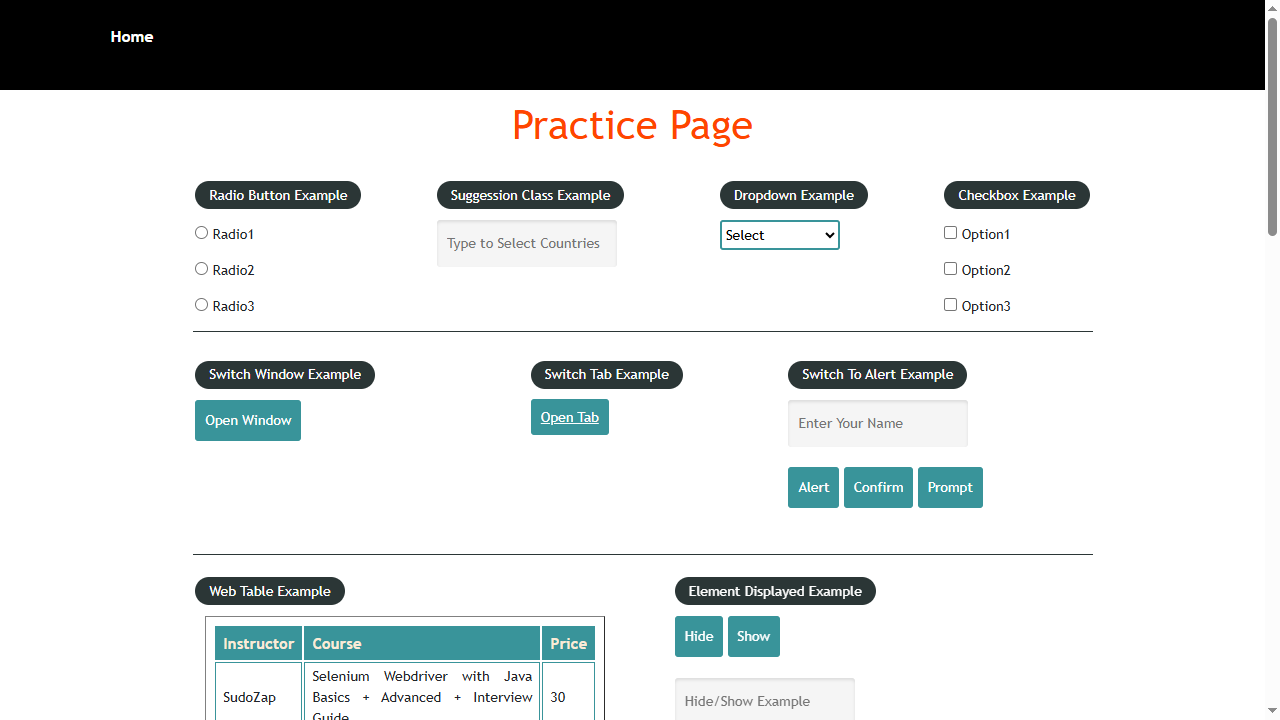 Home
Practice Page
Radio Button Example
Suggession Class Example
Dropdown Example
Checkbox Example
Radio1
Radio2
Radio3
Type to Select Countries
Select
Option1
Option2
Option3
Switch Window Example
Switch Tab Example
Switch To Alert Example
Open Window
Open Tab
Enter Your Name
Alert
Confirm
Prompt
Web Table Example
Element Displayed Example
Instructor Course Price
SudoZap
Selenium Webdriver with Java
Basics + Advanced + Interview
Guide
30
Hide
Show
Hide/Show Example